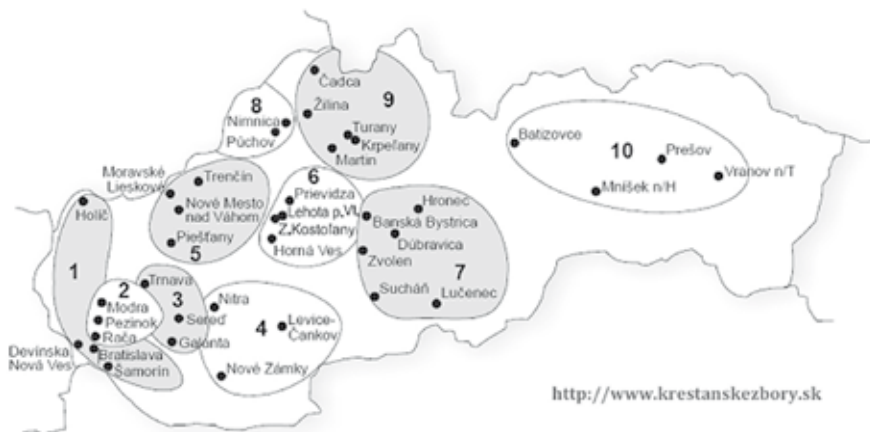 Čadca
Žilina
9
8
Nimnica
Púchov
Turany
Krpeľany
Martin
Batizovce
10
Prešov
Vranov n/T
Mníšek n/H
Moravské
Lieskové
Trenčín
Nové Mesto
nad Váhom
Piešťany
5
6
Prievidza
Lehota p.Vt.
Z.Kostoľany
Horná Ves
Hronec
Banská Bystrica
Dúbravica
Zvolen
7
Sucháň
Lučenec
Holíč
1
2
Modra
Pezinok
Rača
Trnava
3
Sereď
Galanta
Nitra
4
Levice-
Čankov
Nové Zámky
Devínska
Nová Ves
Bratislava
Šamorín
http://www.krestanskezbory.sk